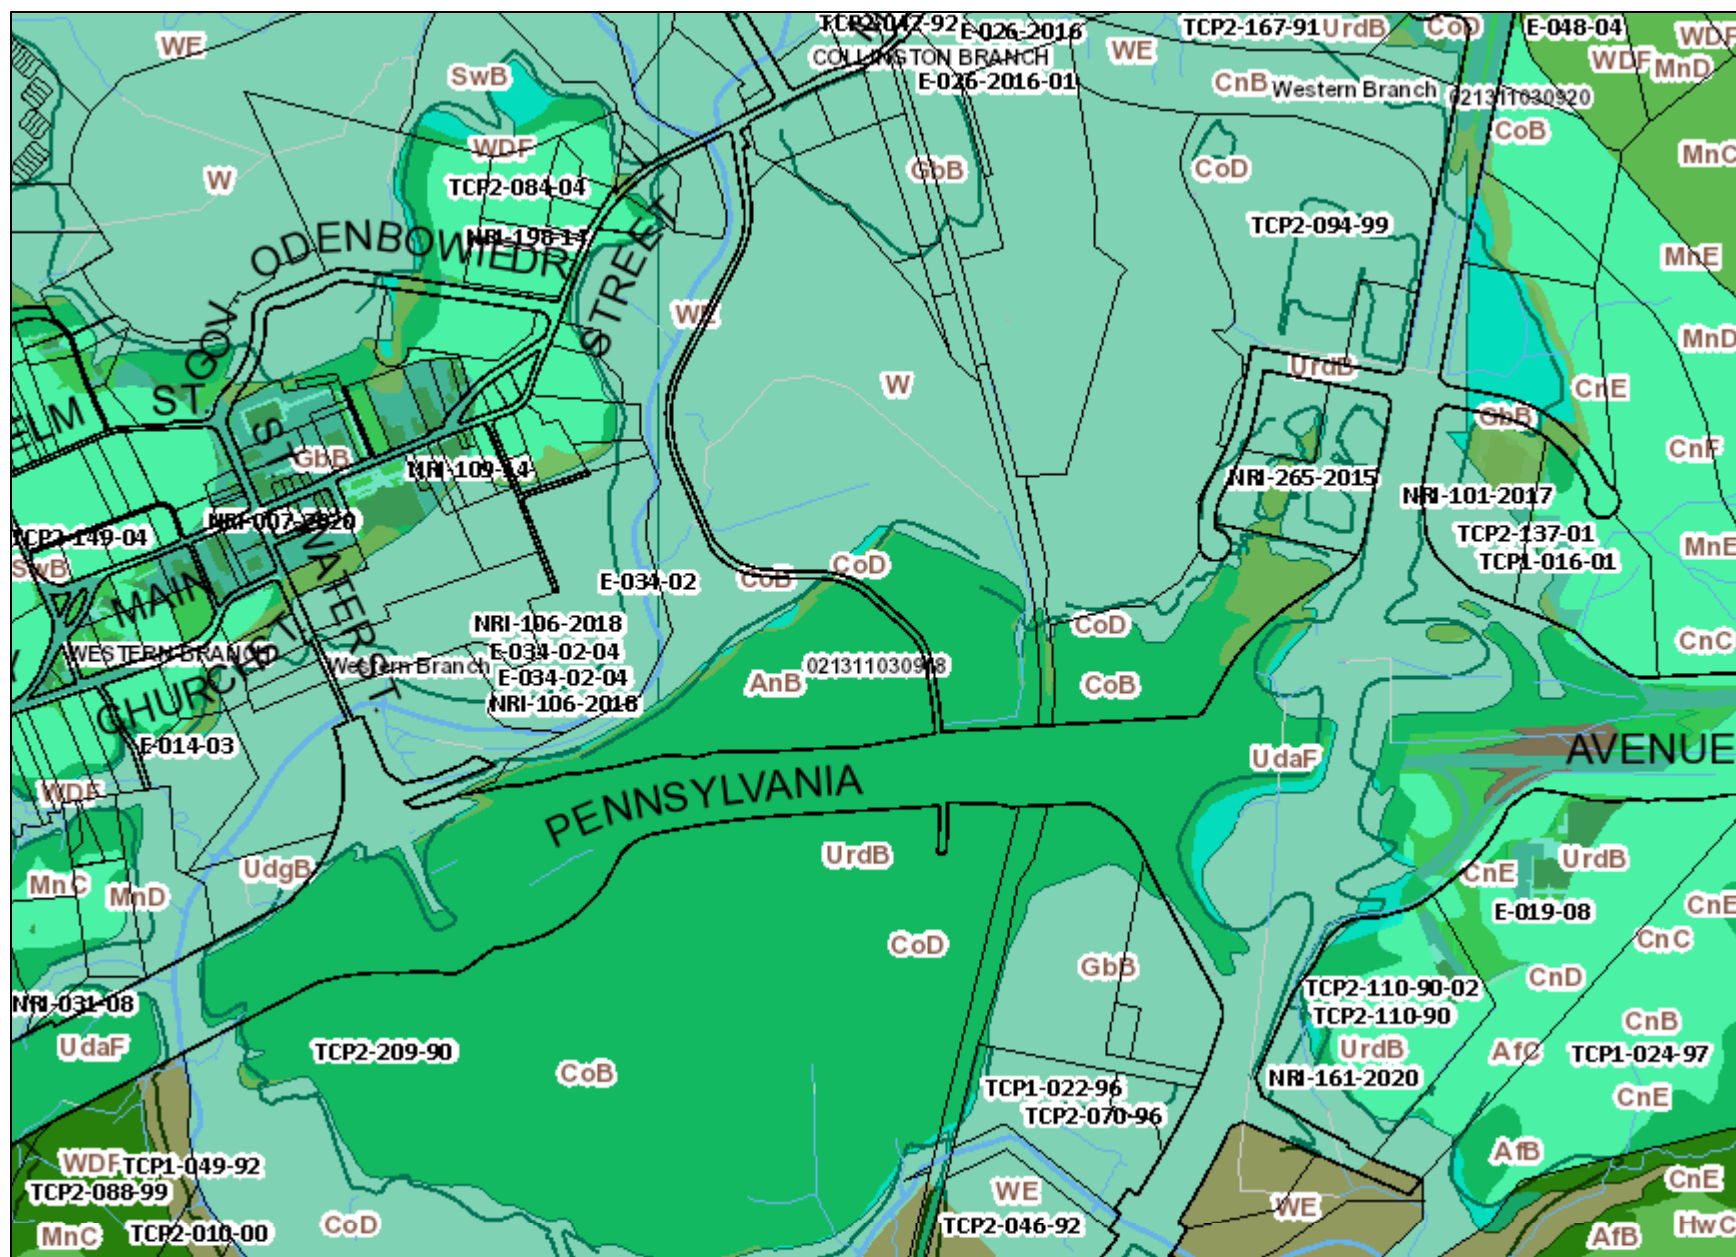 TCP2-042-92
E-026-2016
TCP2-167-91
UrdB
CoD
E-048-04
WDF
WE
COLLINGTON BRANCH
WE
WDF
MnD
SwB
E-026-2016-01
CnB
Western Branch
021311030920
CoB
WDF
MnC
W
TCP2-084-04
GbB
CoD
ODENBOWIE DR
NRI-198-14
STREET
TCP2-094-99
MnE
GOV.
WE
MnD
UrdB
ELM
ST.
W
CnE
ST
GbB
GbB
NRI-109-14
NRI-265-2015
CnF
NRI-101-2017
NRI-007-2020
TCP2-149-04
TCP2-137-01
SwB
WATER ST.
MnE
TCP1-016-01
MAIN
E-034-02
CoB
CoD
NRI-106-2018
CoD
CnC
WESTERN BRANCH
Western Branch
E-034-02-04
021311030918
CHURCH ST.
E-034-02-04
AnB
CoB
NRI-106-2018
E-014-03
UdaF
AVENUE
WDF
PENNSYLVANIA
UrdB
UrdB
UdgB
CnE
MnC
MnD
E-019-08
CnE
CoD
CnC
GbB
CnD
NRI-031-08
TCP2-110-90-02
TCP2-110-90
CnB
UdaF
TCP2-209-90
UrdB
AfC
TCP1-024-97
CoB
NRI-161-2020
TCP1-022-96
CnE
TCP2-070-96
WDF
TCP1-049-92
AfB
TCP2-088-99
WE
CnE
WE
MnC
TCP2-010-00
CoD
TCP2-046-92
AfB
HwC